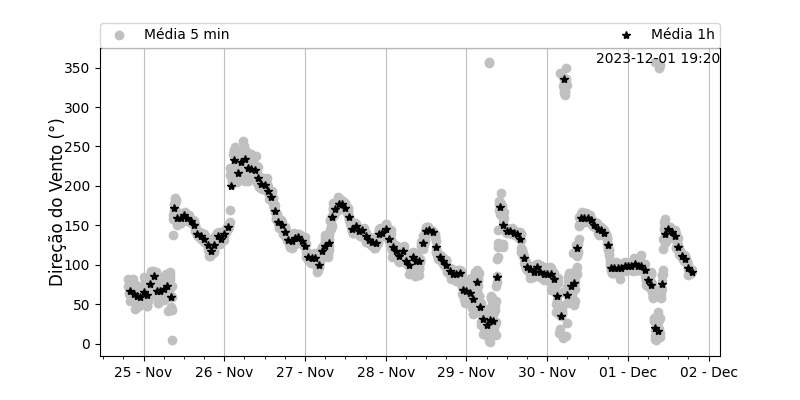 Média 5 min
Média 1h
2023-12-01 19:20
Direção do Vento (°)
350
300
250
200
150
100
50
0
25 - Nov
26 - Nov
27 - Nov
28 - Nov
29 - Nov
30 - Nov
01 - Dec
02 - Dec